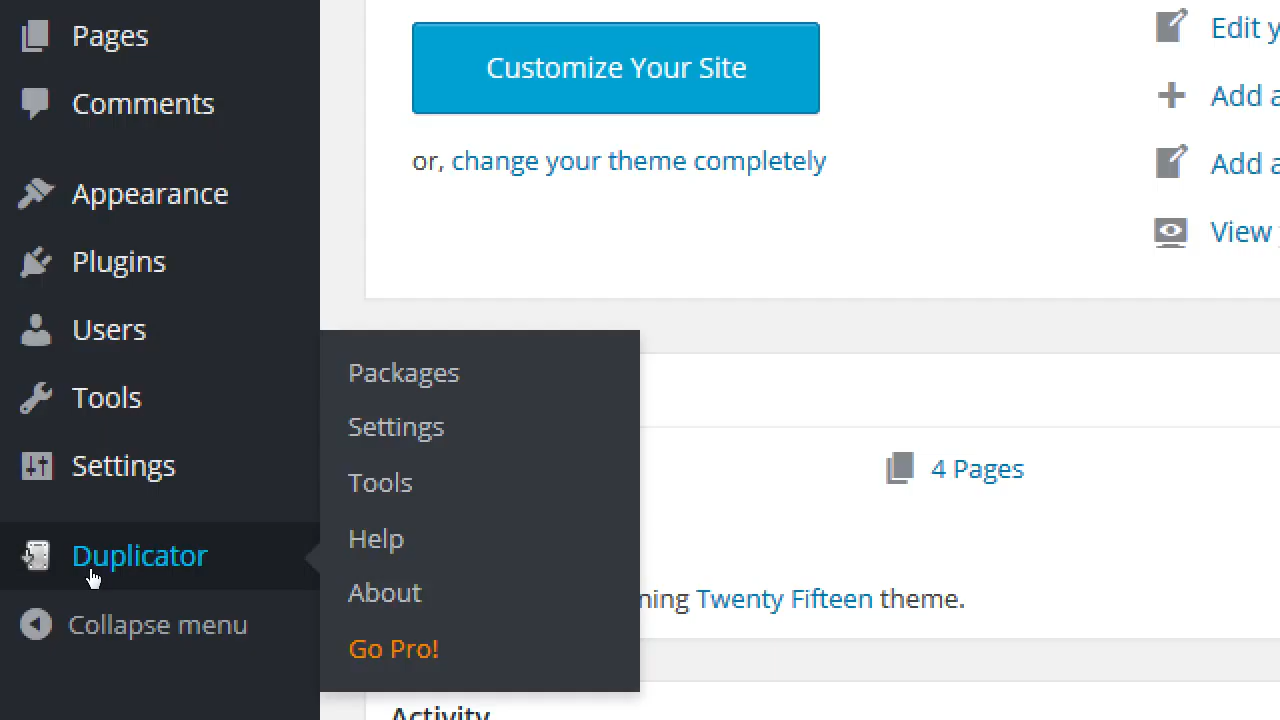 Pages
Comments
Appearance
Plugins
Users
Tools
Settings
Duplicator
Collapse menu
Packages
Settings
Tools
Help
About
Go Pro!
Customize Your Site
or, change your theme completely
Edit y
Add a
Add a
View
4 Pages
ning Twenty Fifteen theme.
Activity